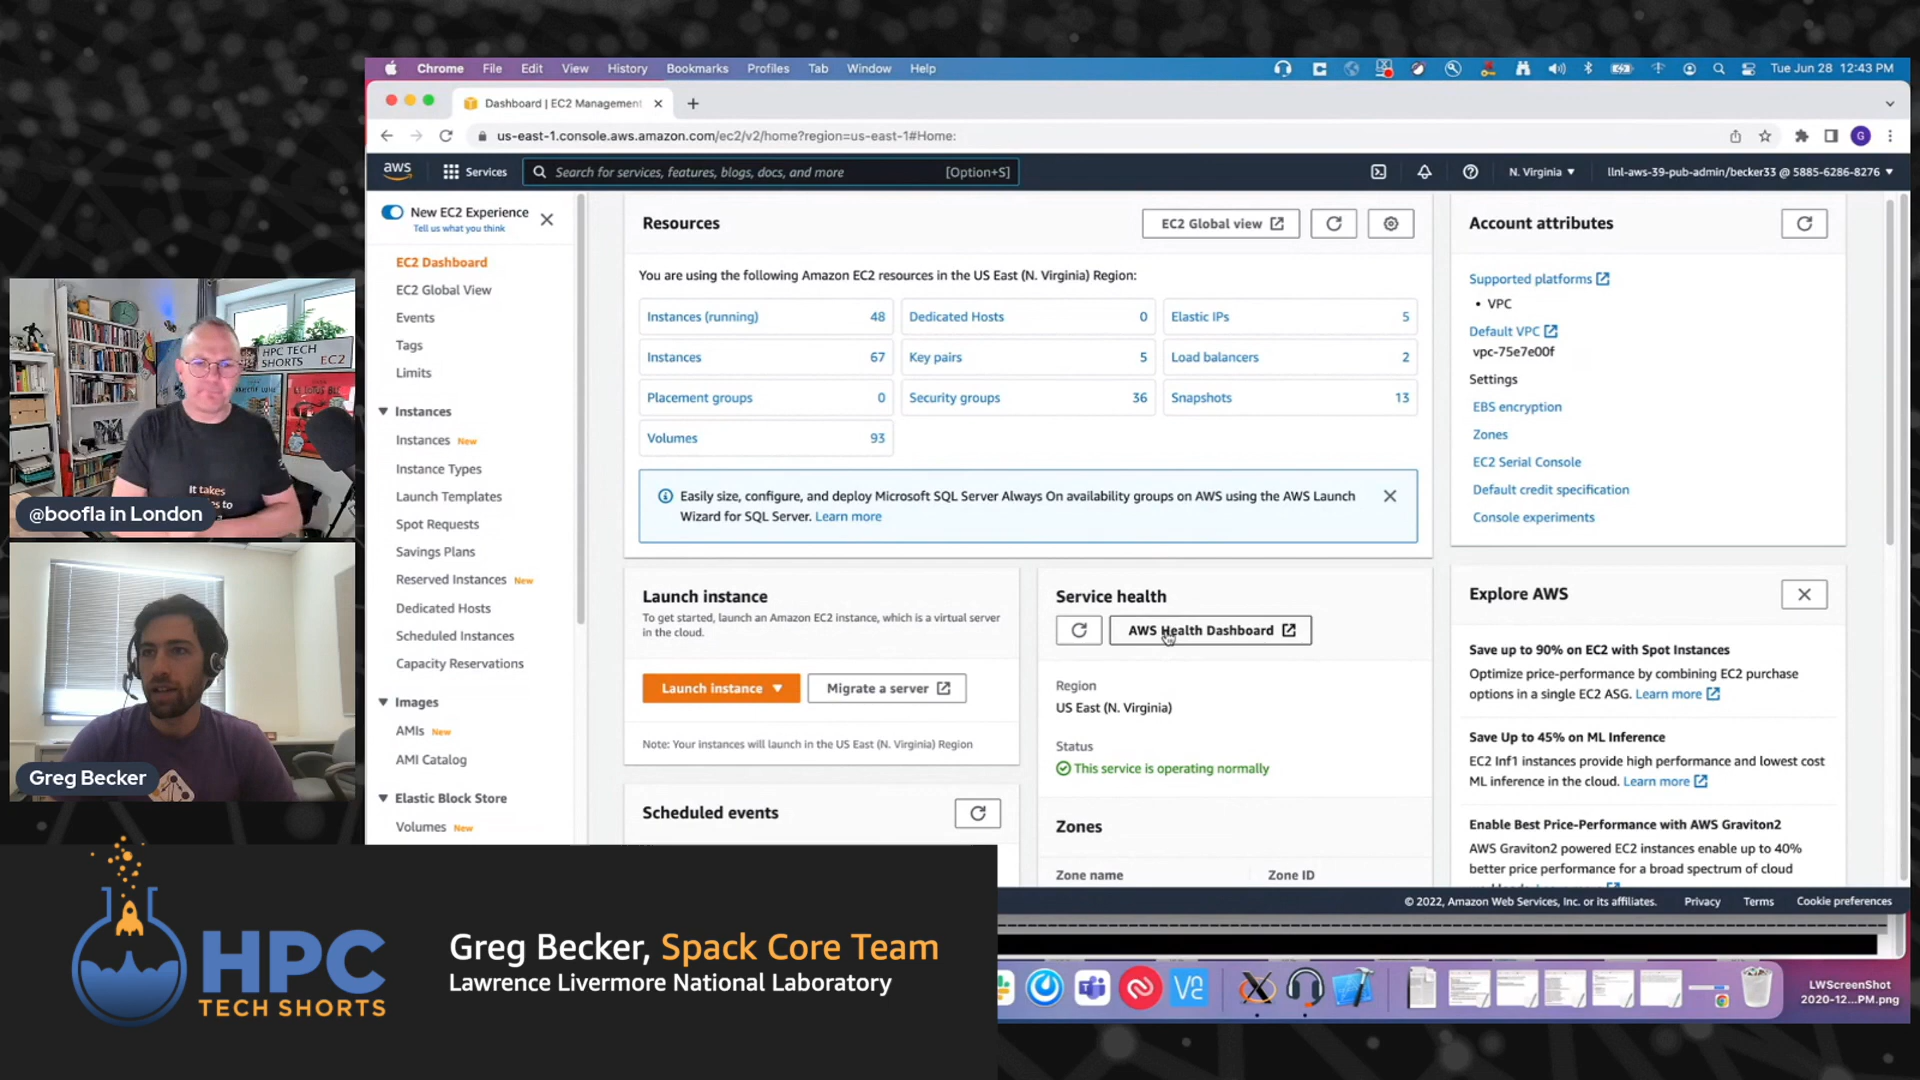 Chrome File Edit View History Bookmarks Profiles Tab Window Help
Tue Jun 28 12:43 PM
Dashboard | EC2 Management
us-east-1.console.aws.amazon.com/ec2/v2/home?region=us-east-1#Home:
G
aws
Services
Search for services, features, blogs, docs, and more
[Option+S]
N. Virginia
llnl-aws-39-pub-admin/becker33 @ 5885-6286-8276
New EC2 Experience
Tell us what you think
EC2 Dashboard
EC2 Global View
Events
Tags
Limits
Instances
Instances New
Instance Types
Launch Templates
Spot Requests
Savings Plans
Reserved Instances New
Dedicated Hosts
Scheduled Instances
Capacity Reservations
Images
AMIs New
AMI Catalog
Elastic Block Store
Volumes New
Resources
EC2 Global view
You are using the following Amazon EC2 resources in the US East (N. Virginia) Region:
Instances (running) 48
Dedicated Hosts 0
Elastic IPs 5
Instances 67
Key pairs 5
Load balancers 2
Placement groups 0
Security groups 36
Snapshots 13
Volumes 93
Easily size, configure, and deploy Microsoft SQL Server Always On availability groups on AWS using the AWS Launch
Wizard for SQL Server. Learn more
Launch instance
To get started, launch an Amazon EC2 instance, which is a virtual server
in the cloud.
Launch instance
Migrate a server
Note: Your instances will launch in the US East (N. Virginia) Region
Scheduled events
Service health
AWS Health Dashboard
Region
US East (N. Virginia)
Status
This service is operating normally
Zones
Zone name
Zone ID
Account attributes
Supported platforms
• VPC
Default VPC
vpc-75e7e00f
Settings
EBS encryption
Zones
EC2 Serial Console
Default credit specification
Console experiments
Explore AWS
Save up to 90% on EC2 with Spot Instances
Optimize price-performance by combining EC2 purchase
options in a single EC2 ASG. Learn more
Save Up to 45% on ML Inference
EC2 Inf1 instances provide high performance and lowest cost
ML inference in the cloud. Learn more
Enable Best Price-Performance with AWS Graviton2
AWS Graviton2 powered EC2 instances enable up to 40%
better price performance for a broad spectrum of cloud
© 2022, Amazon Web Services, Inc. or its affiliates.
Privacy
Terms
Cookie preferences
LWScreenShot
2020-12...PM.png
HPC TECH
SHORTS EC2
It takes
@boofla in London
Greg Becker
HPC
TECH SHORTS
Greg Becker, Spack Core Team
Lawrence Livermore National Laboratory